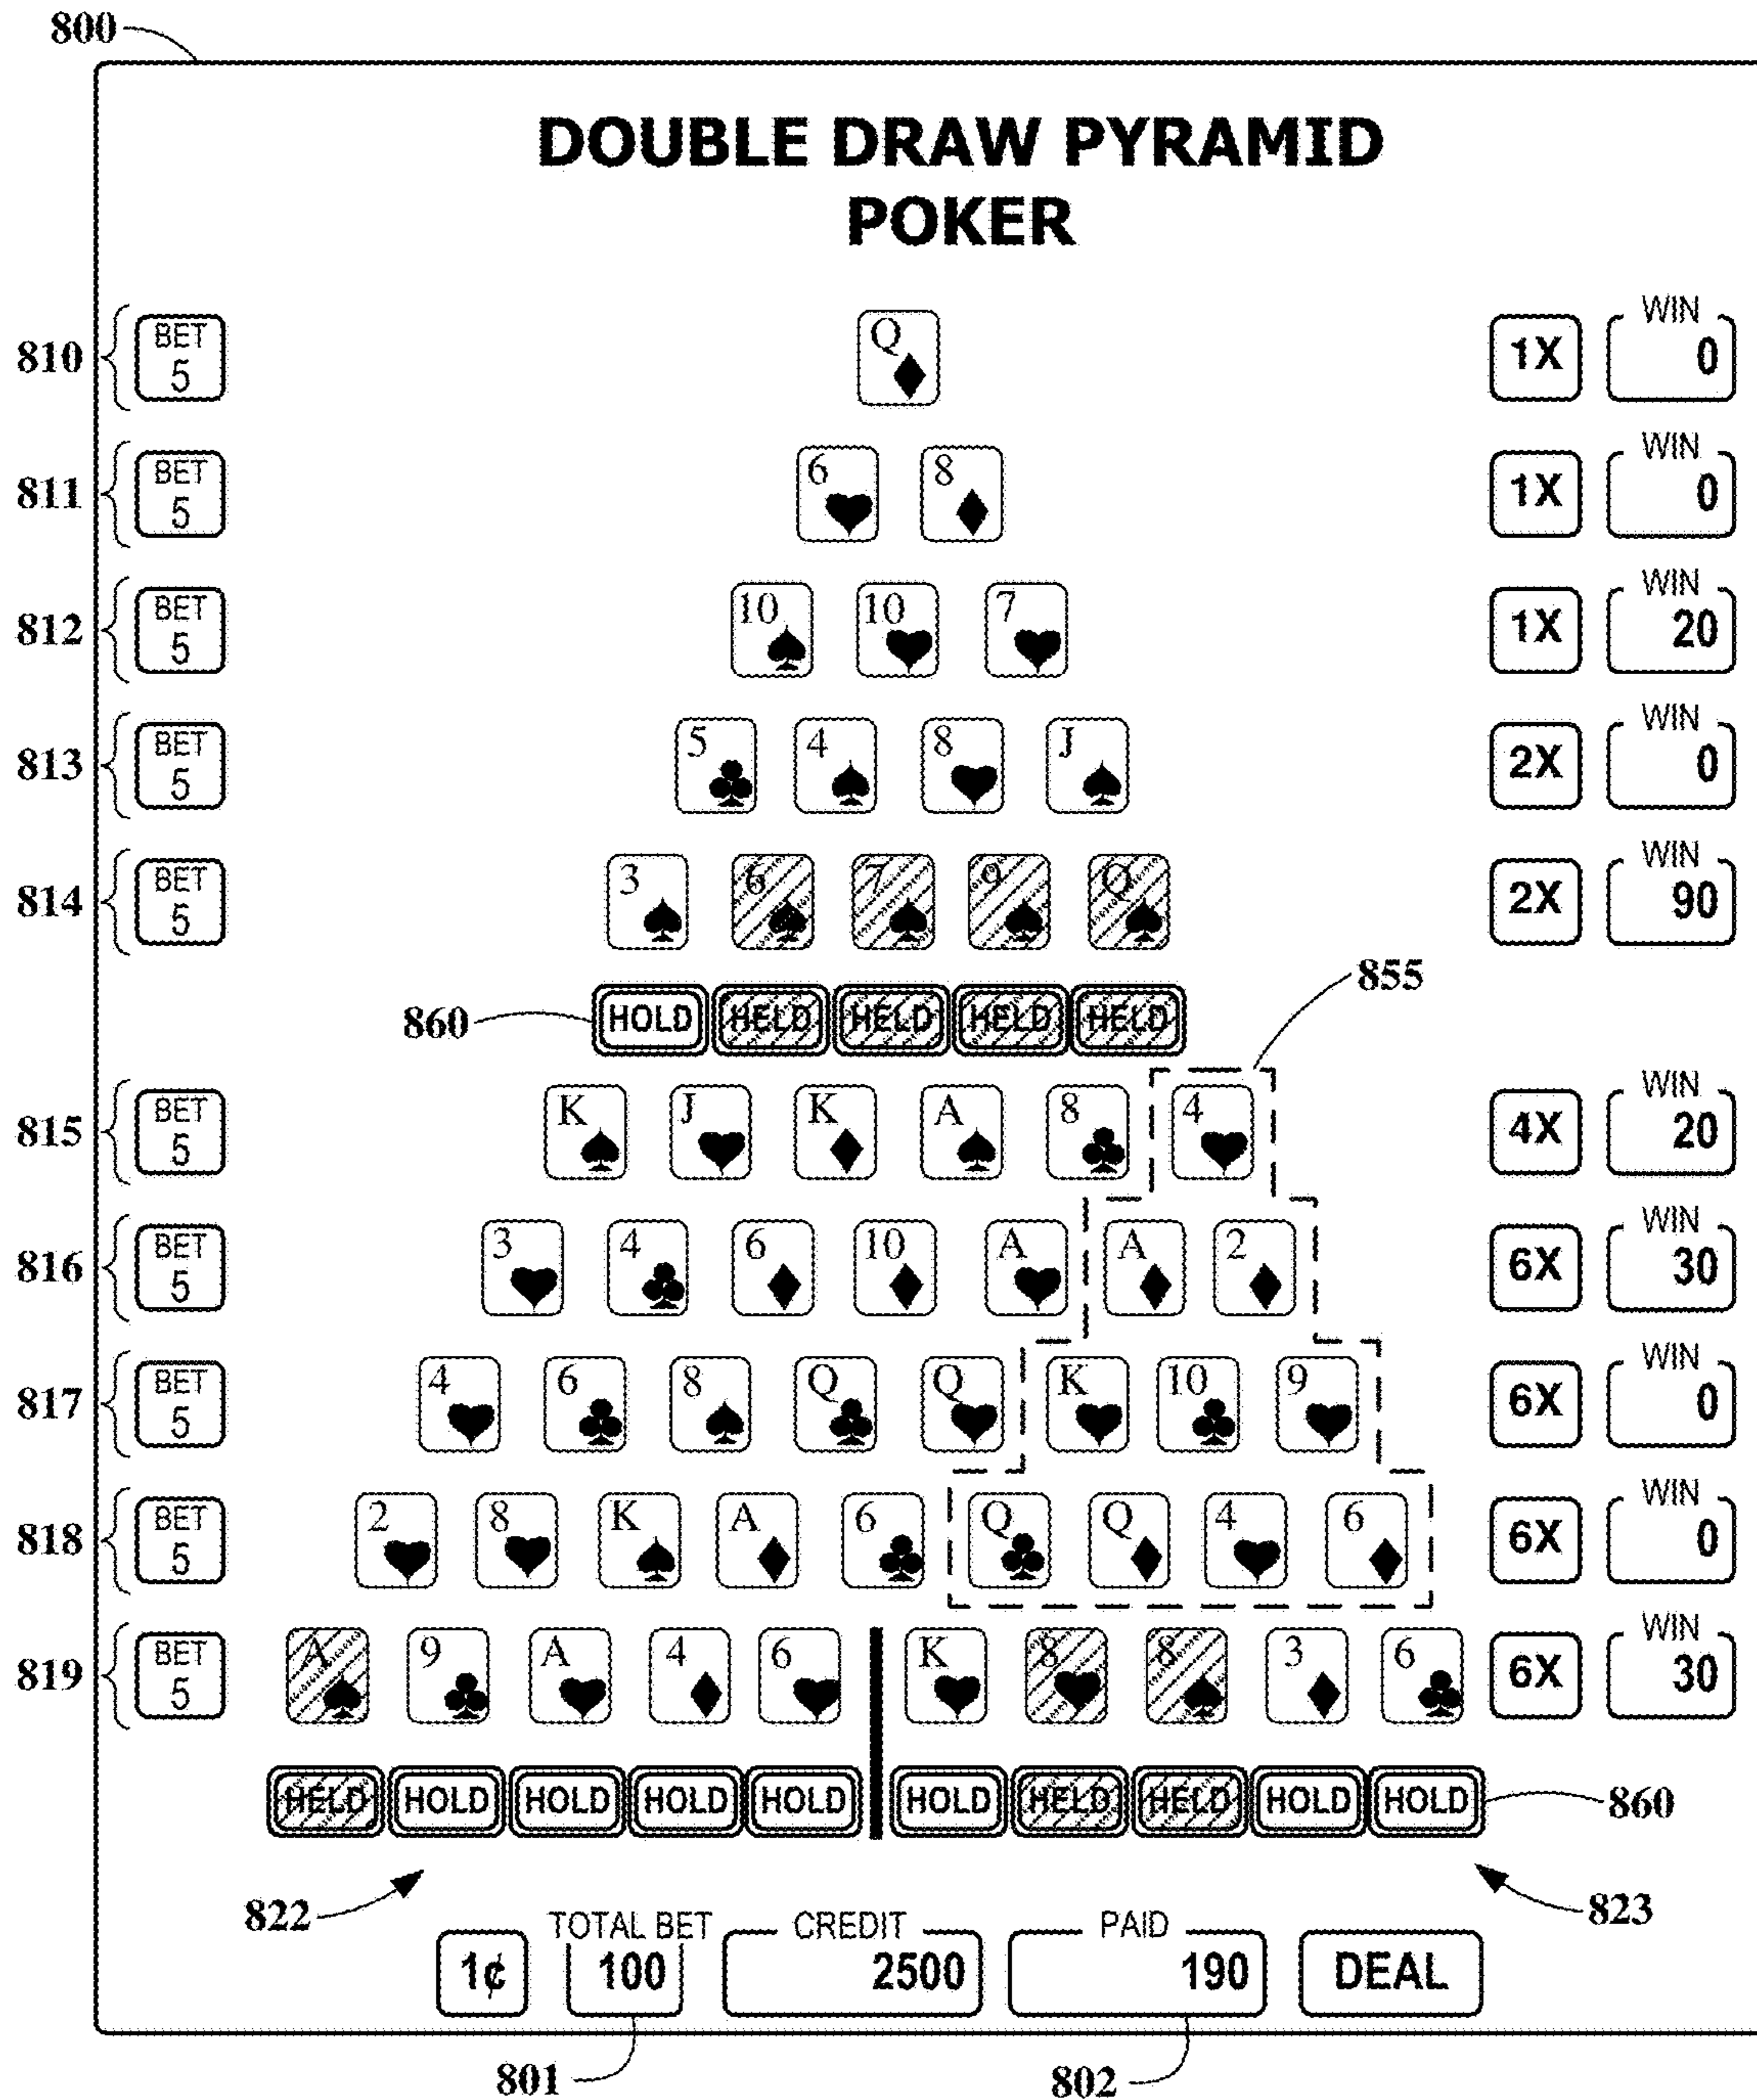 800
DOUBLE DRAW PYRAMID
POKER
810 BET 5 Q 1X WIN 0
811 BET 5 6 8 1X WIN 0
812 BET 5 10 10 7 1X WIN 20
813 BET 5 5 4 8 J 2X WIN 0
814 BET 5 3 6 7 9 Q 2X WIN 90
855
860 HOLD HELD HELD HELD HELD
815 BET 5 K J K A 8 4 4X WIN 20
816 BET 5 3 4 6 10 A A 2 6X WIN 30
817 BET 5 4 6 8 Q Q K 10 9 6X WIN 0
818 BET 5 2 8 K A 6 Q Q 4 6 6X WIN 0
819 BET 5 A 9 A 4 6 K 8 8 3 6 6X WIN 30
HELD HOLD HOLD HOLD HOLD HOLD HELD HELD HOLD HOLD 860
822 823
TOTAL BET CREDIT PAID
1¢ 100 2500 190 DEAL
801 802